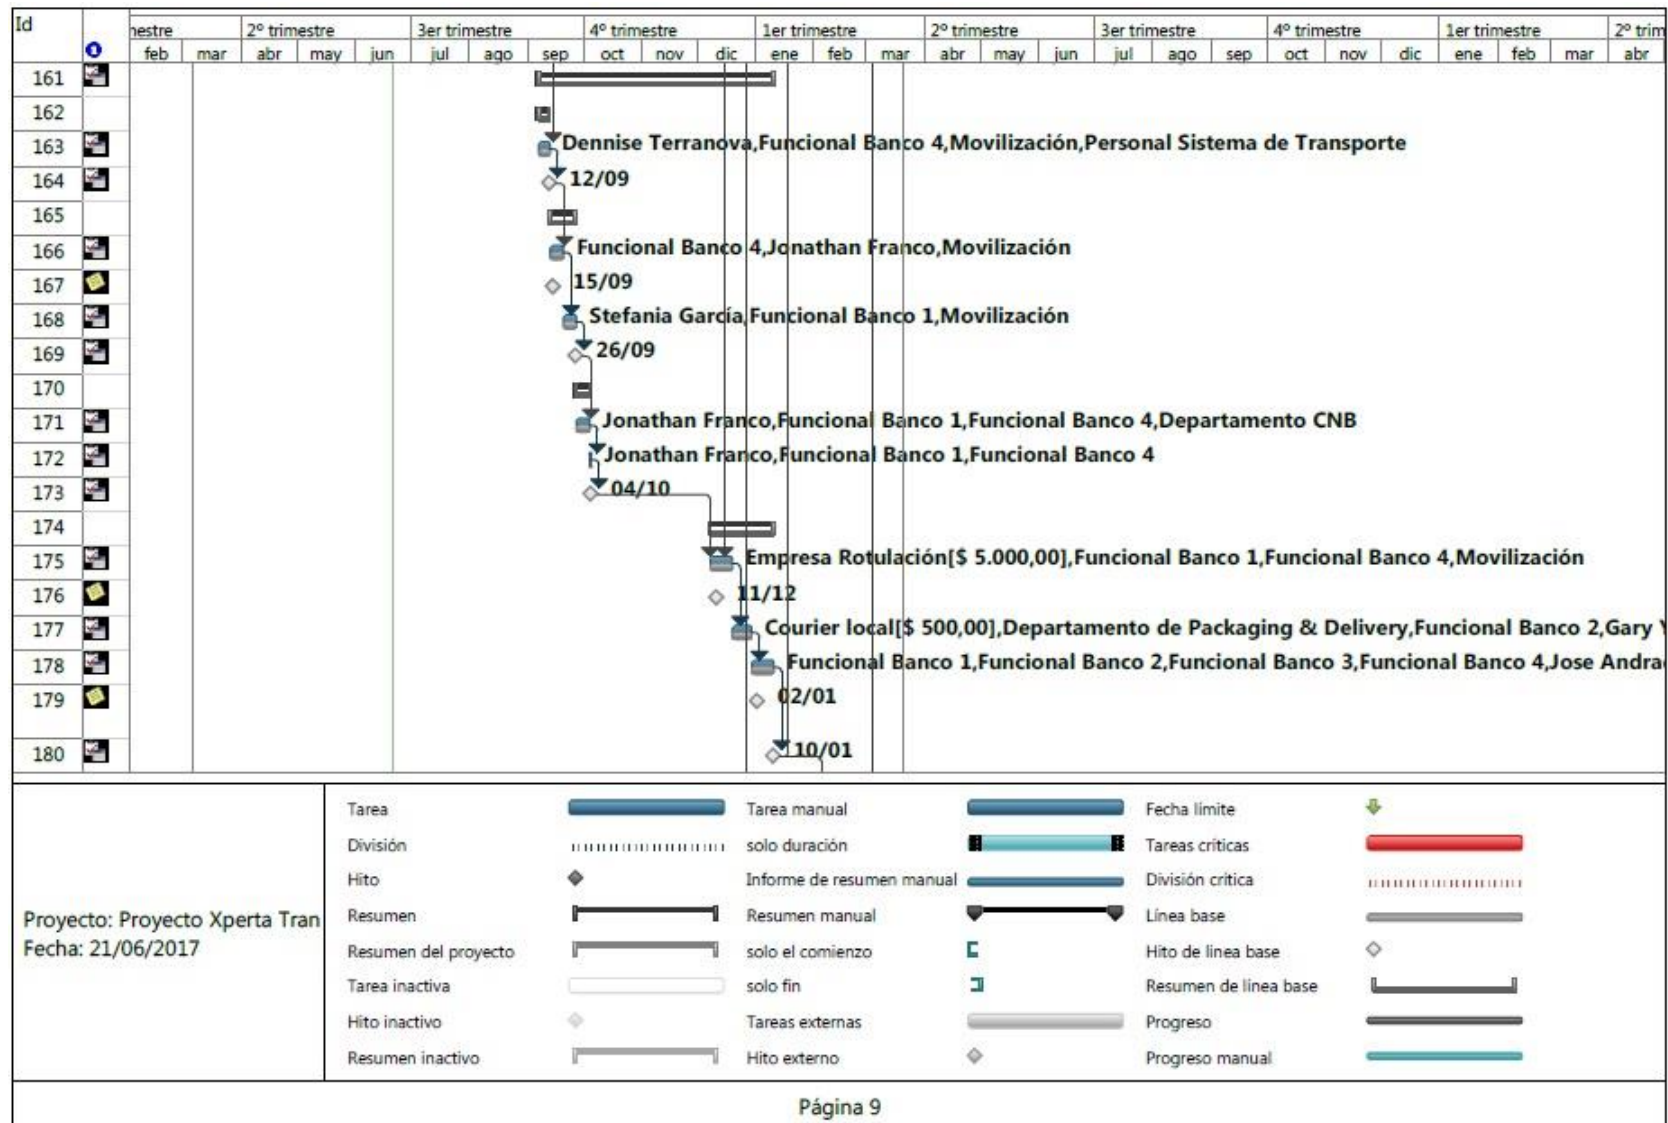 Id
nestre 2º trimestre 3er trimestre 4º trimestre 1er trimestre 2º trimestre 3er trimestre 4º trimestre 1er trimestre 2º trim
feb mar abr may jun jul ago sep oct nov dic ene feb mar abr may jun jul ago sep oct nov dic ene feb mar abr
161
162
163 Dennise Terranova,Funcional Banco 4,Movilización,Personal Sistema de Transporte
164 12/09
165
166 Funcional Banco 4,Jonathan Franco,Movilización
167 15/09
168 Stefania García,Funcional Banco 1,Movilización
169 26/09
170
171 Jonathan Franco,Funcional Banco 1,Funcional Banco 4,Departamento CNB
172 Jonathan Franco,Funcional Banco 1,Funcional Banco 4
173 04/10
174
175 Empresa Rotulación[$ 5.000,00],Funcional Banco 1,Funcional Banco 4,Movilización
176 11/12
177 Courier local[$ 500,00],Departamento de Packaging & Delivery,Funcional Banco 2,Gary Y
178 Funcional Banco 1,Funcional Banco 2,Funcional Banco 3,Funcional Banco 4,Jose Andra
179 02/01
180 10/01
Proyecto: Proyecto Xperta Tran
Fecha: 21/06/2017
Tarea Tarea manual Fecha límite
División solo duración Tareas críticas
Hito Informe de resumen manual División crítica
Resumen Resumen manual Línea base
Resumen del proyecto solo el comienzo Hito de línea base
Tarea inactiva solo fin Resumen de línea base
Hito inactivo Tareas externas Progreso
Resumen inactivo Hito externo Progreso manual
Página 9